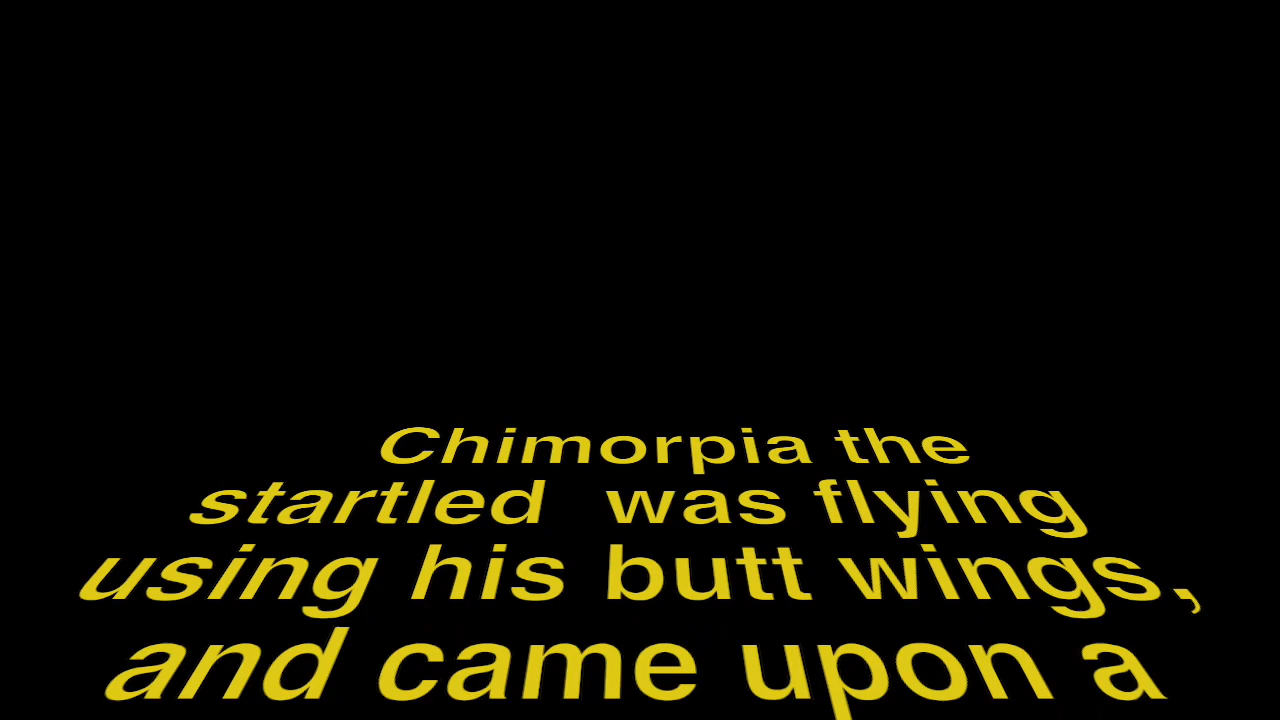 Chimorpia the
startled  was flying
using his butt wings,
and came upon a